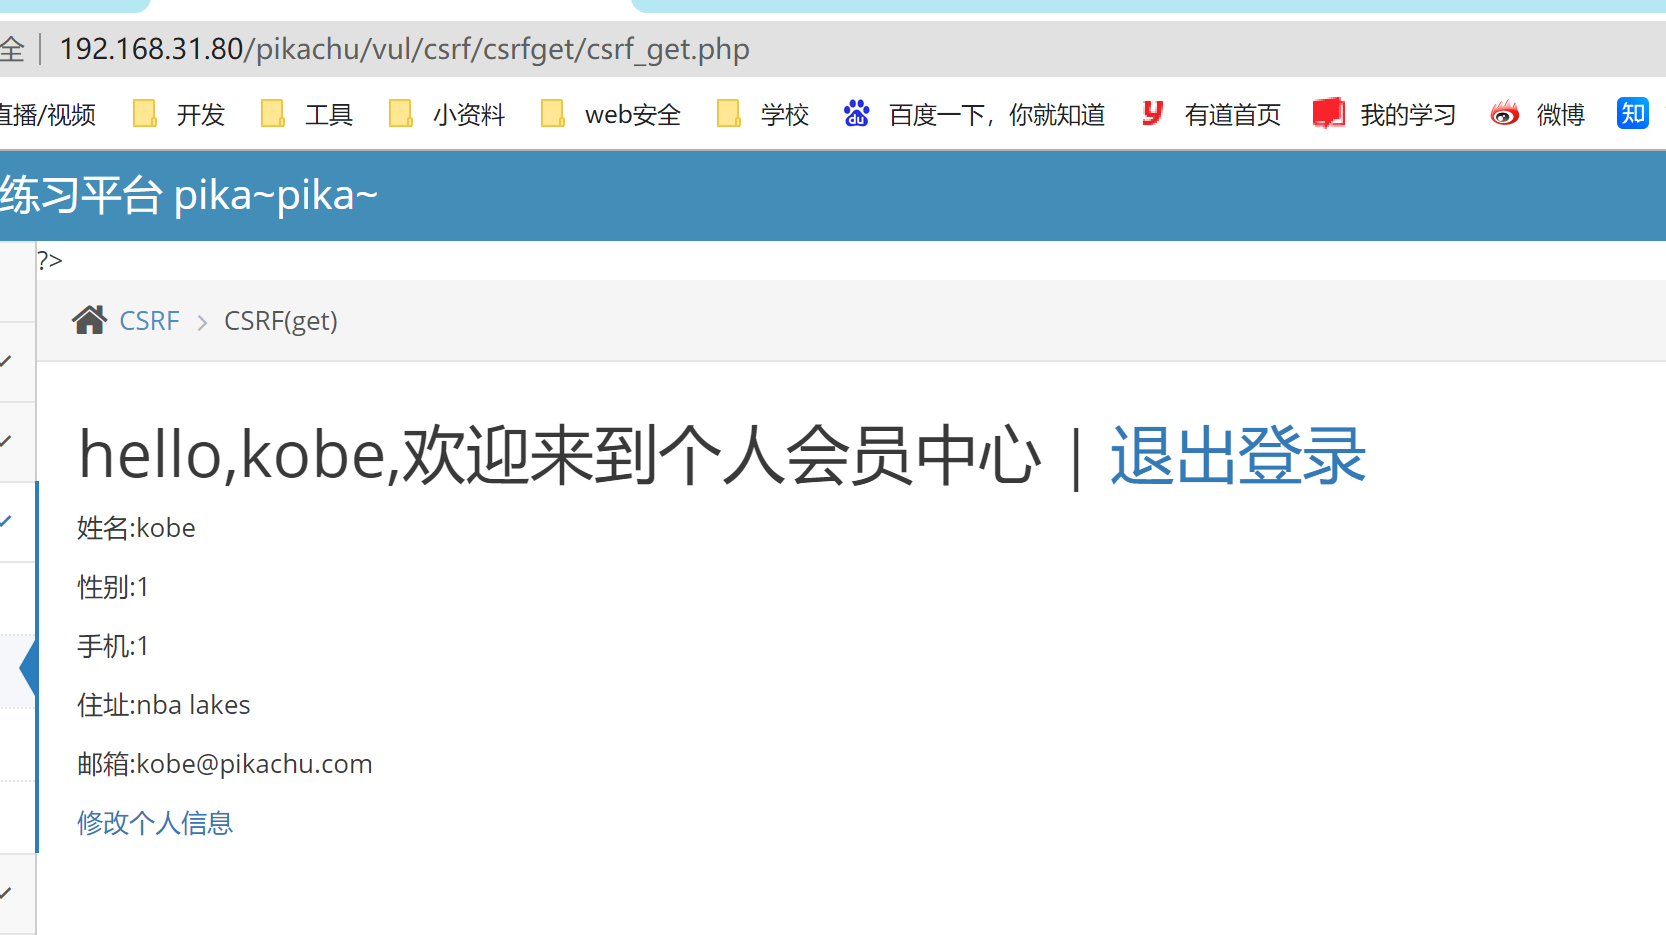 全 | 192.168.31.80/pikachu/vul/csrf/csrfget/csrf_get.php
直播/视频 开发 工具 小资料 web安全 学校 du 百度一下，你就知道 y 有道首页 我的学习 微博 知
练习平台 pika~pika~
?>
CSRF > CSRF(get)
hello,kobe,欢迎来到个人会员中心 | 退出登录
姓名:kobe
性别:1
手机:1
住址:nba lakes
邮箱:kobe@pikachu.com
修改个人信息